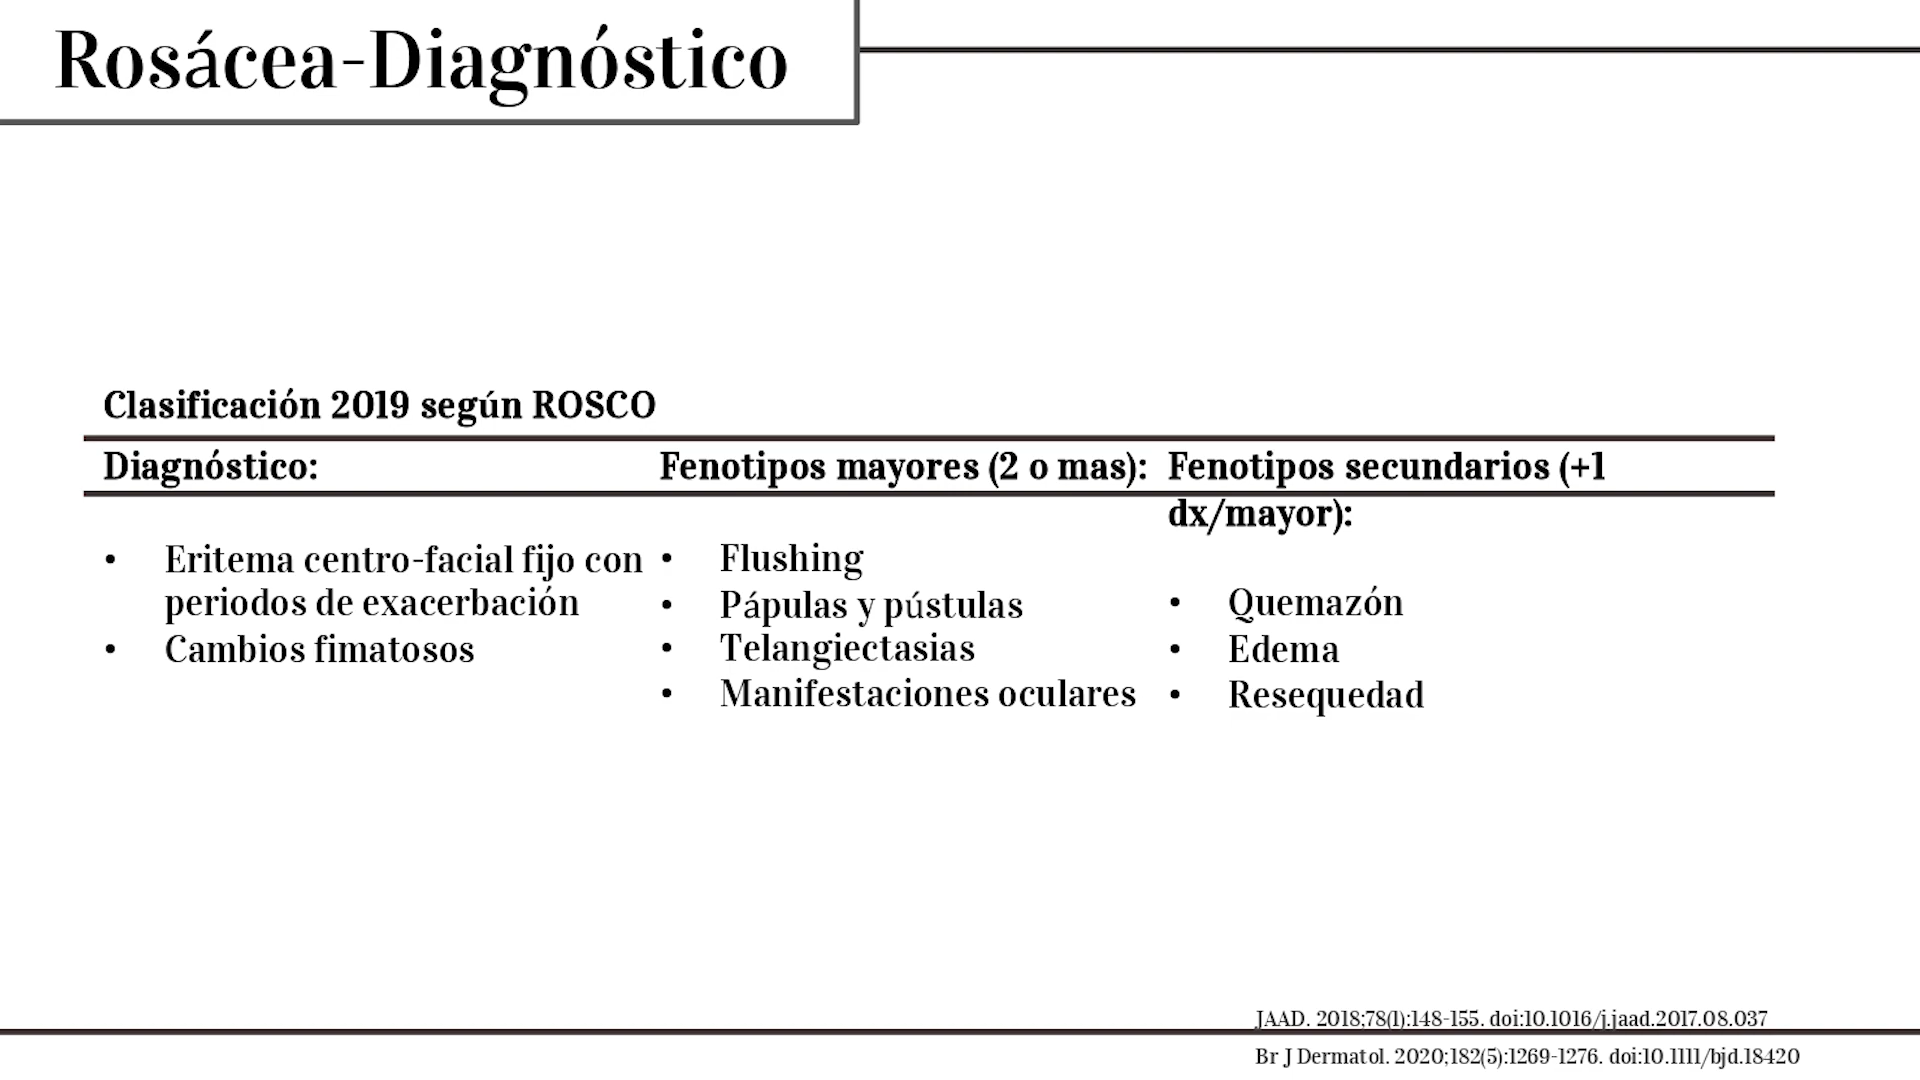 Rosácea-Diagnóstico
Clasificación 2019 según ROSCO
Diagnóstico:
• Eritema centro-facial fijo con
periodos de exacerbación
• Cambios fimatosos
Fenotipos mayores (2 o mas):
• Flushing
• Pápulas y pústulas
• Telangiectasias
• Manifestaciones oculares
Fenotipos secundarios (+1
dx/mayor):
• Quemazón
• Edema
• Resequedad
JAAD. 2018;78(1):148-155. doi:10.1016/j.jaad.2017.08.037
Br J Dermatol. 2020;182(5):1269-1276. doi:10.1111/bjd.18420